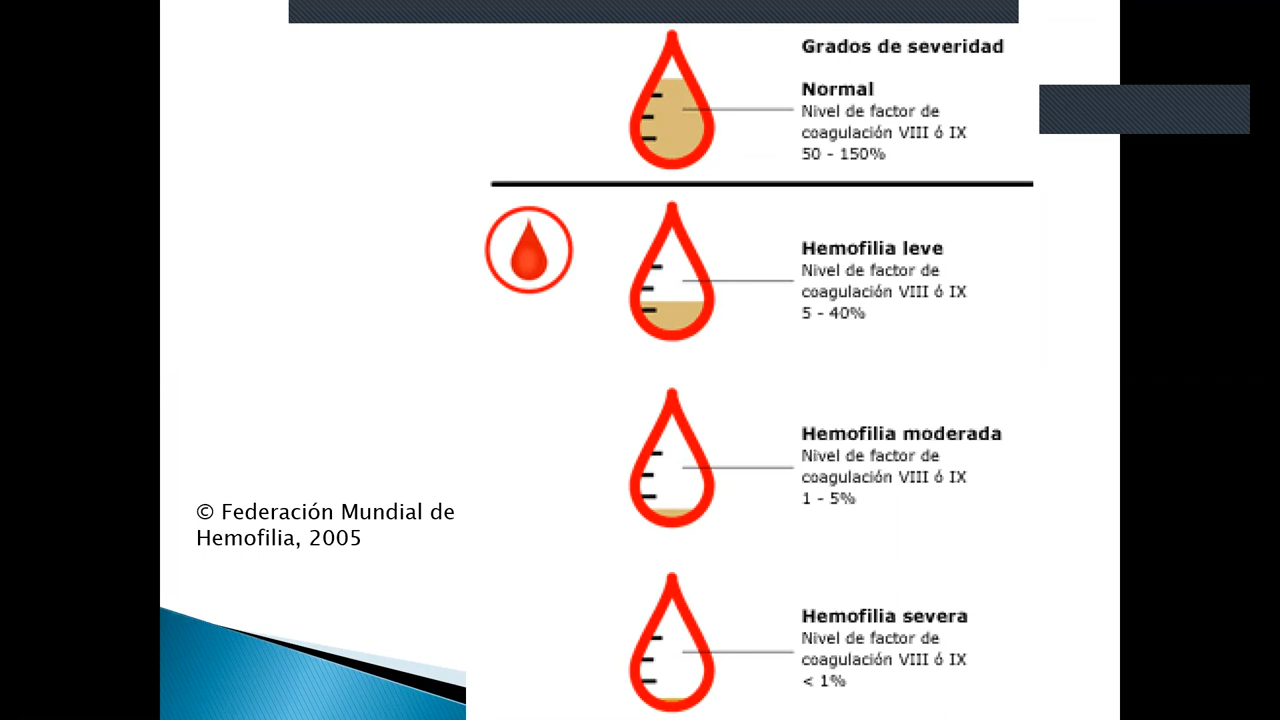 Grados de severidad
Normal
Nivel de factor de
coagulación VIII ó IX
50 - 150%
Hemofilia leve
Nivel de factor de
coagulación VIII ó IX
5 - 40%
Hemofilia moderada
Nivel de factor de
coagulación VIII ó IX
1 - 5%
© Federación Mundial de
Hemofilia, 2005
Hemofilia severa
Nivel de factor de
coagulación VIII ó IX
< 1%